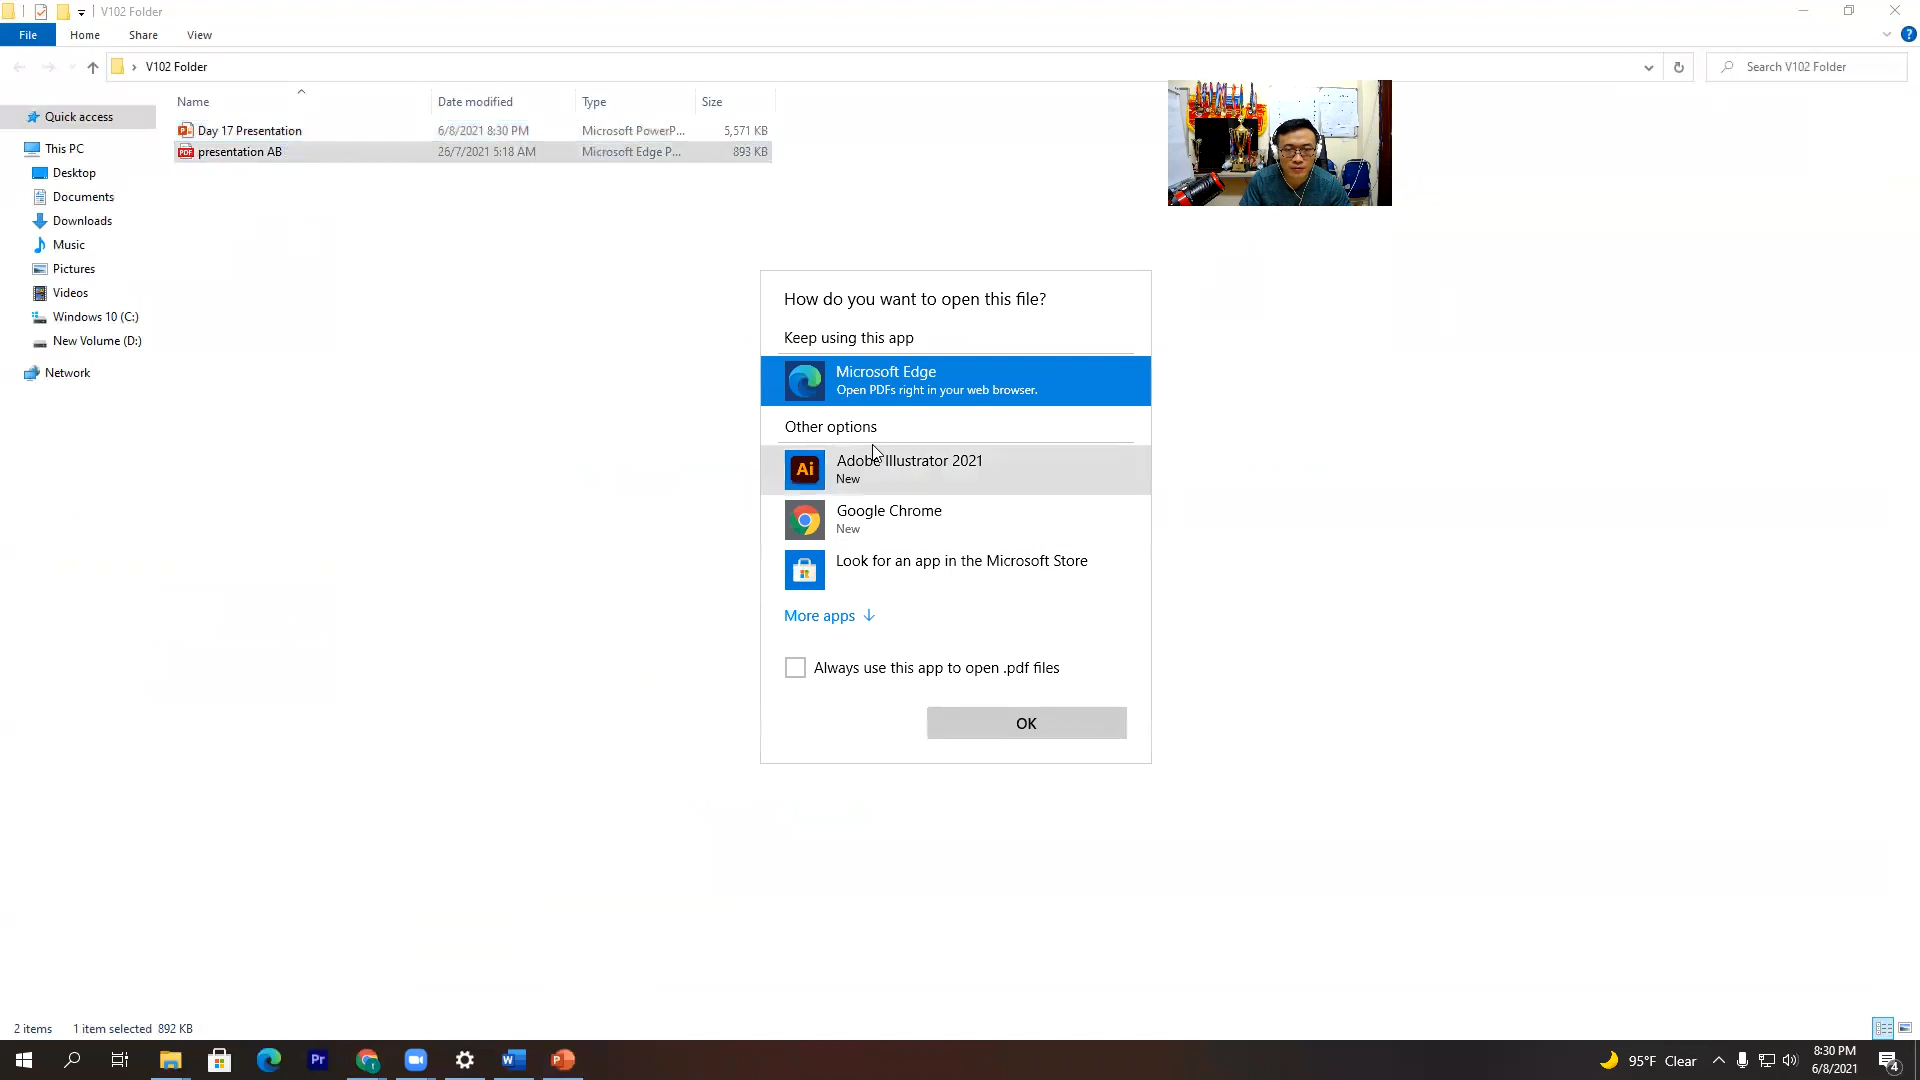 V102 Folder
File Home Share View
V102 Folder
Search V102 Folder
Name Date modified Type Size
Quick access
Day 17 Presentation 6/8/2021 8:30 PM Microsoft PowerP... 5,571 KB
This PC
presentation AB 26/7/2021 5:18 AM Microsoft Edge P... 893 KB
Desktop
Documents
Downloads
Music
Pictures
Videos
Windows 10 (C:)
New Volume (D:)
Network
How do you want to open this file?
Keep using this app
Microsoft Edge
Open PDFs right in your web browser.
Other options
Adobe Illustrator 2021
New
Google Chrome
New
Look for an app in the Microsoft Store
More apps
Always use this app to open .pdf files
OK
2 items 1 item selected 892 KB
95°F Clear
8:30 PM
6/8/2021
4